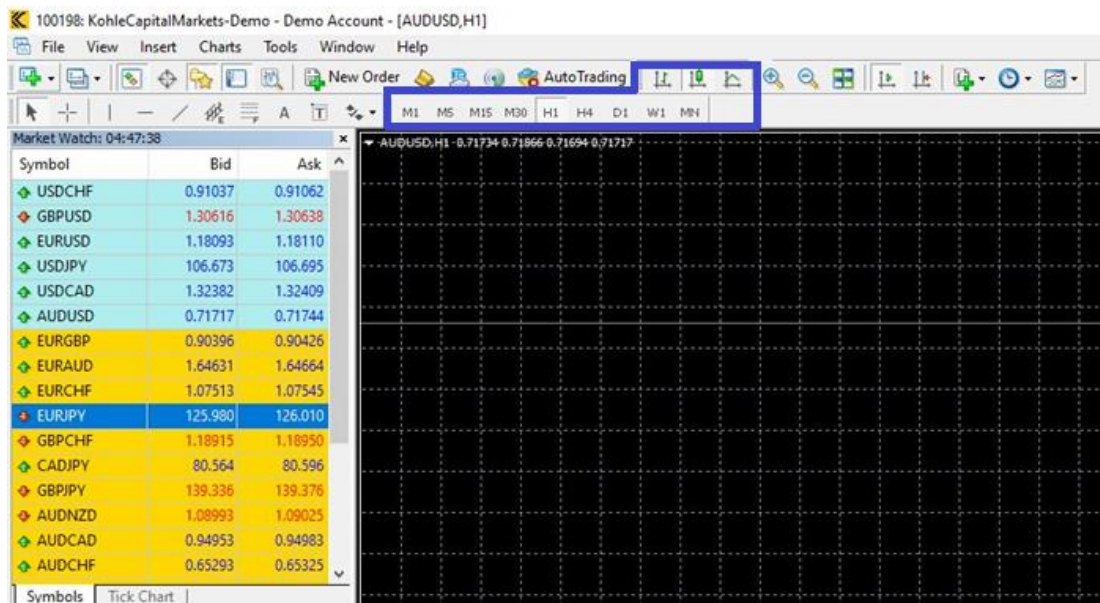 100198: KohleCapitalMarkets-Demo - Demo Account - [AUDUSD,H1]
File View Insert Charts Tools Window Help
New Order AutoTrading
A T M1 M5 M15 M30 H1 H4 D1 W1 MN
Market Watch: 04:47:38
AUDUSD,H1 0.71734 0.71866 0.71694 0.71717
Symbol Bid Ask
USDCHF 0.91037 0.91062
GBPUSD 1.30616 1.30638
EURUSD 1.18093 1.18110
USDJPY 106.673 106.695
USDCAD 1.32382 1.32409
AUDUSD 0.71717 0.71744
EURGBP 0.90396 0.90426
EURAUD 1.64631 1.64664
EURCHF 1.07513 1.07545
EURJPY 125.980 126.010
GBPCHF 1.18915 1.18950
CADJPY 80.564 80.596
GBPJPY 139.336 139.376
AUDNZD 1.08993 1.09025
AUDCAD 0.94953 0.94983
AUDCHF 0.65293 0.65325
Symbols Tick Chart